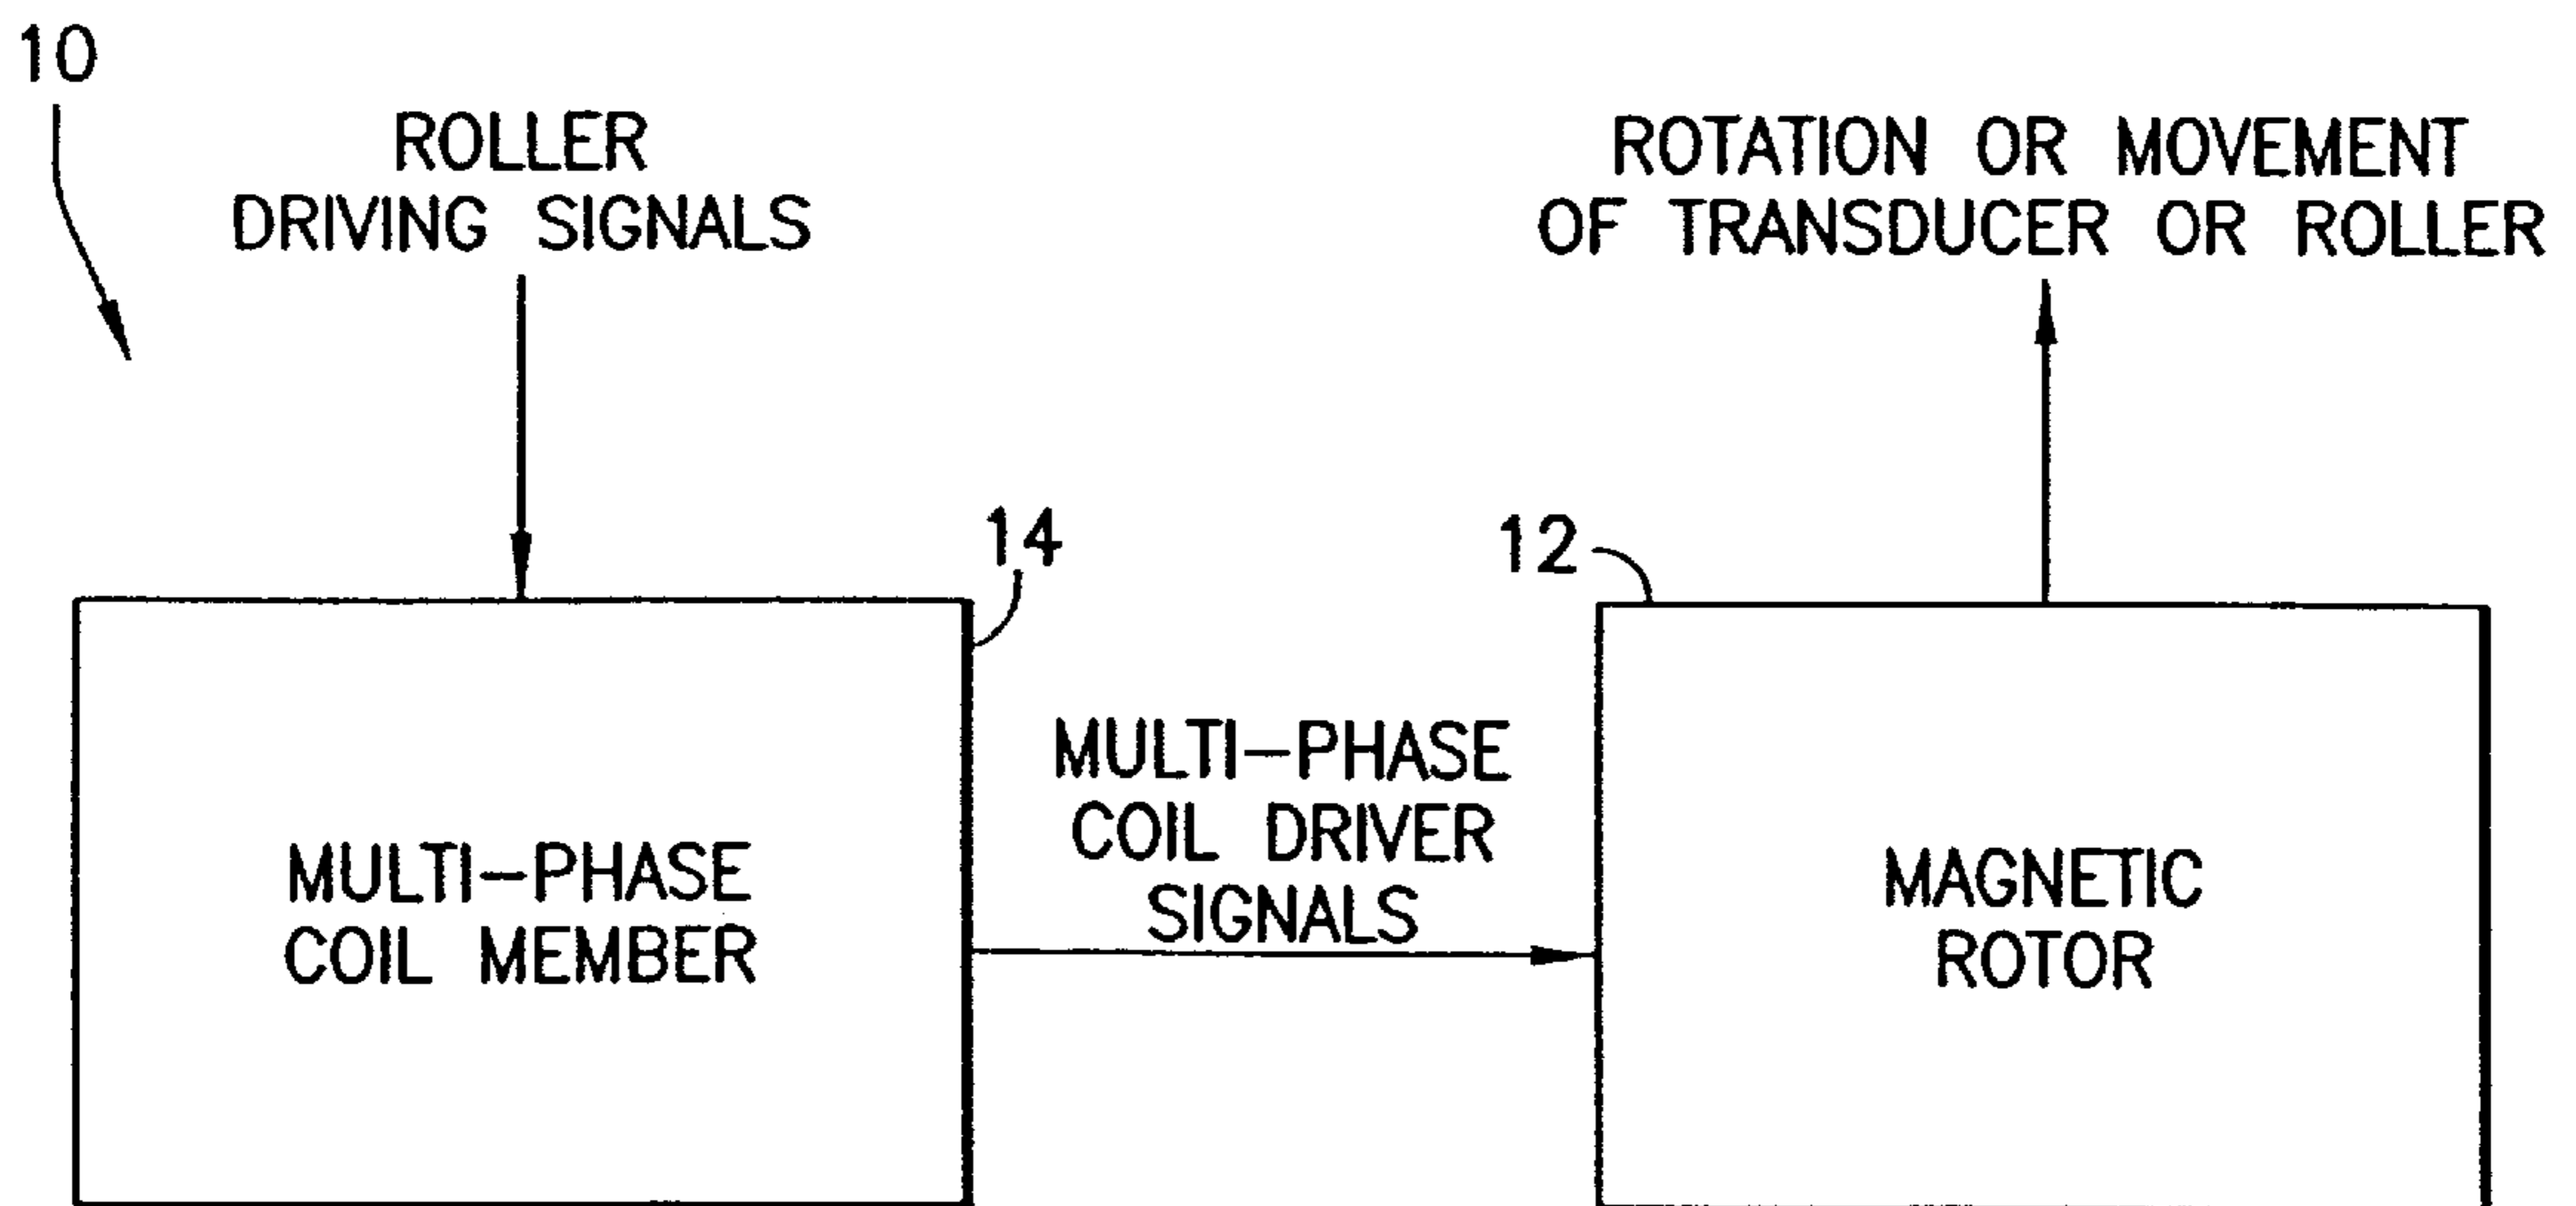 10
ROLLER
DRIVING SIGNALS
ROTATION OR MOVEMENT
OF TRANSDUCER OR ROLLER
14
12
MULTI-PHASE
COIL MEMBER
MULTI-PHASE
COIL DRIVER
SIGNALS
MAGNETIC
ROTOR